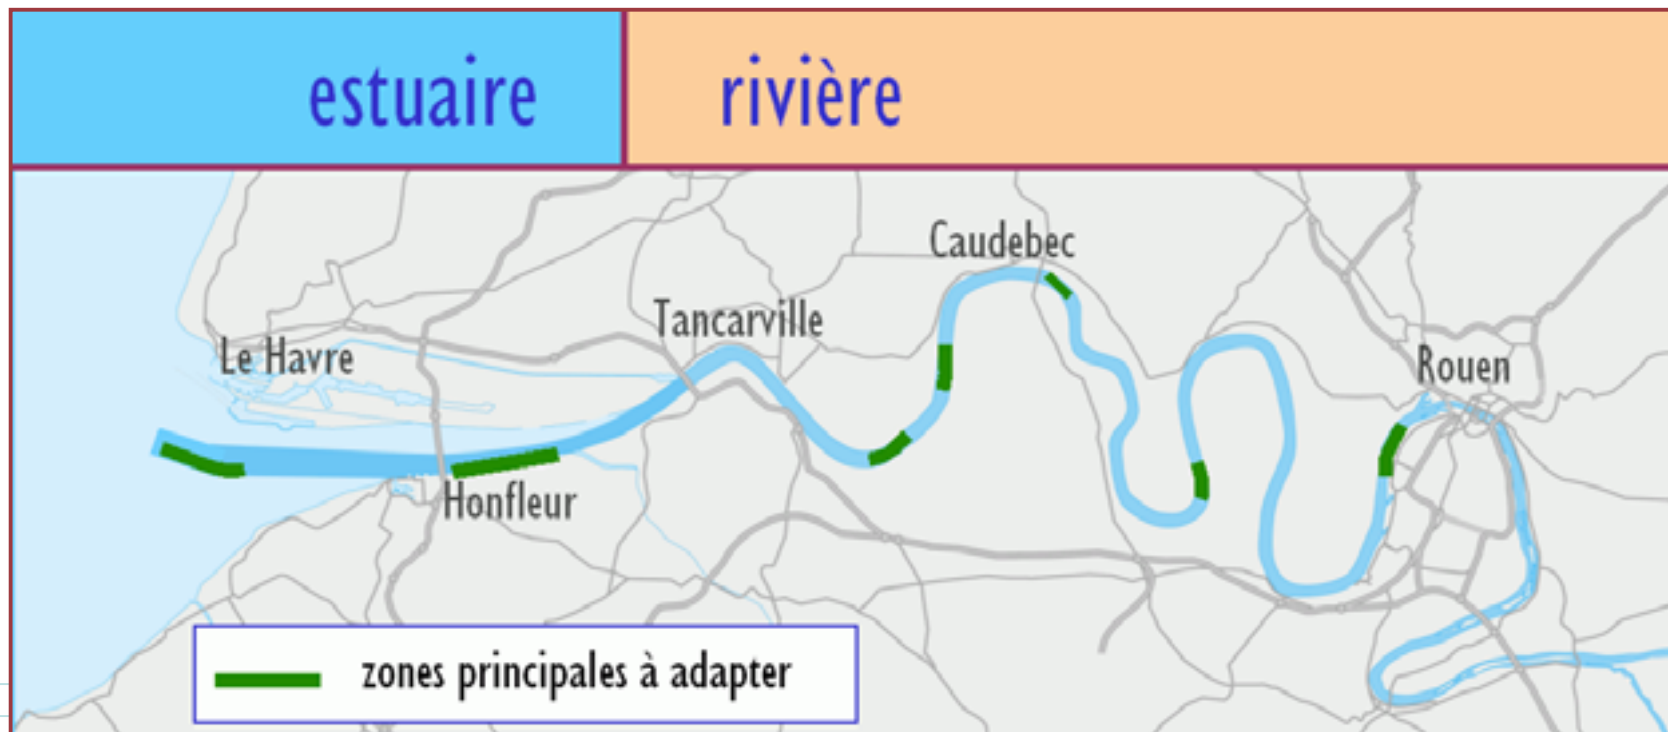 estuaire
rivière
Caudebec
Tancarville
Le Havre
Rouen
Honfleur
zones principales à adapter